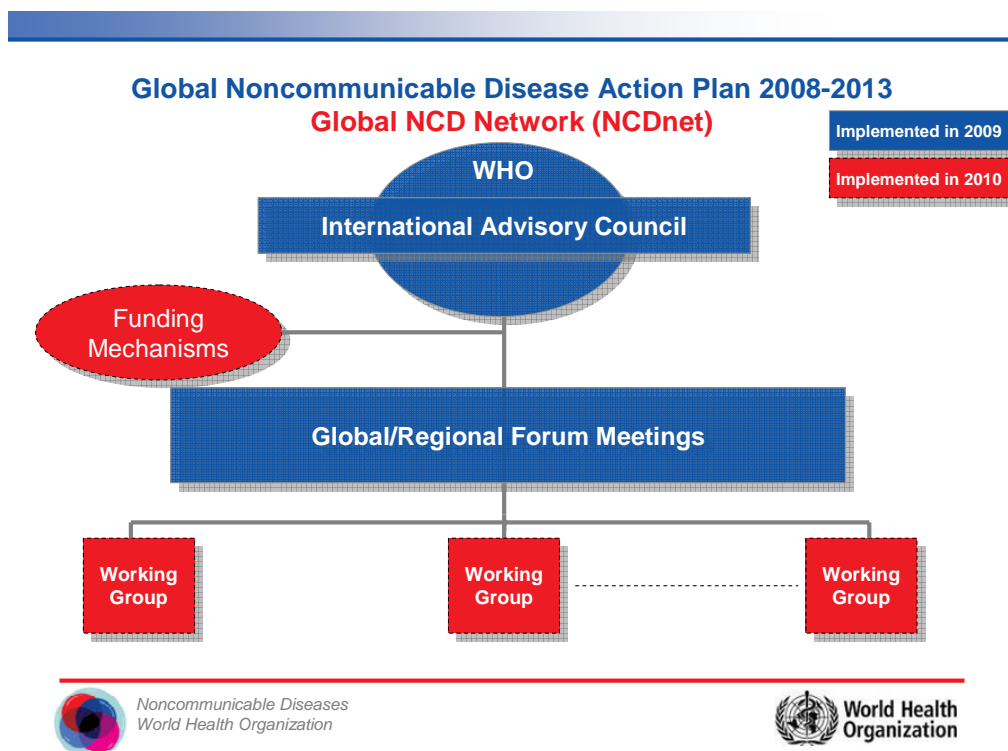 Global Noncommunicable Disease Action Plan 2008-2013
Global NCD Network (NCDnet)
Implemented in 2009
Implemented in 2010
WHO
International Advisory Council
Funding
Mechanisms
Global/Regional Forum Meetings
Working
Group
Working
Group
Working
Group
Noncommunicable Diseases
World Health Organization
World Health
Organization